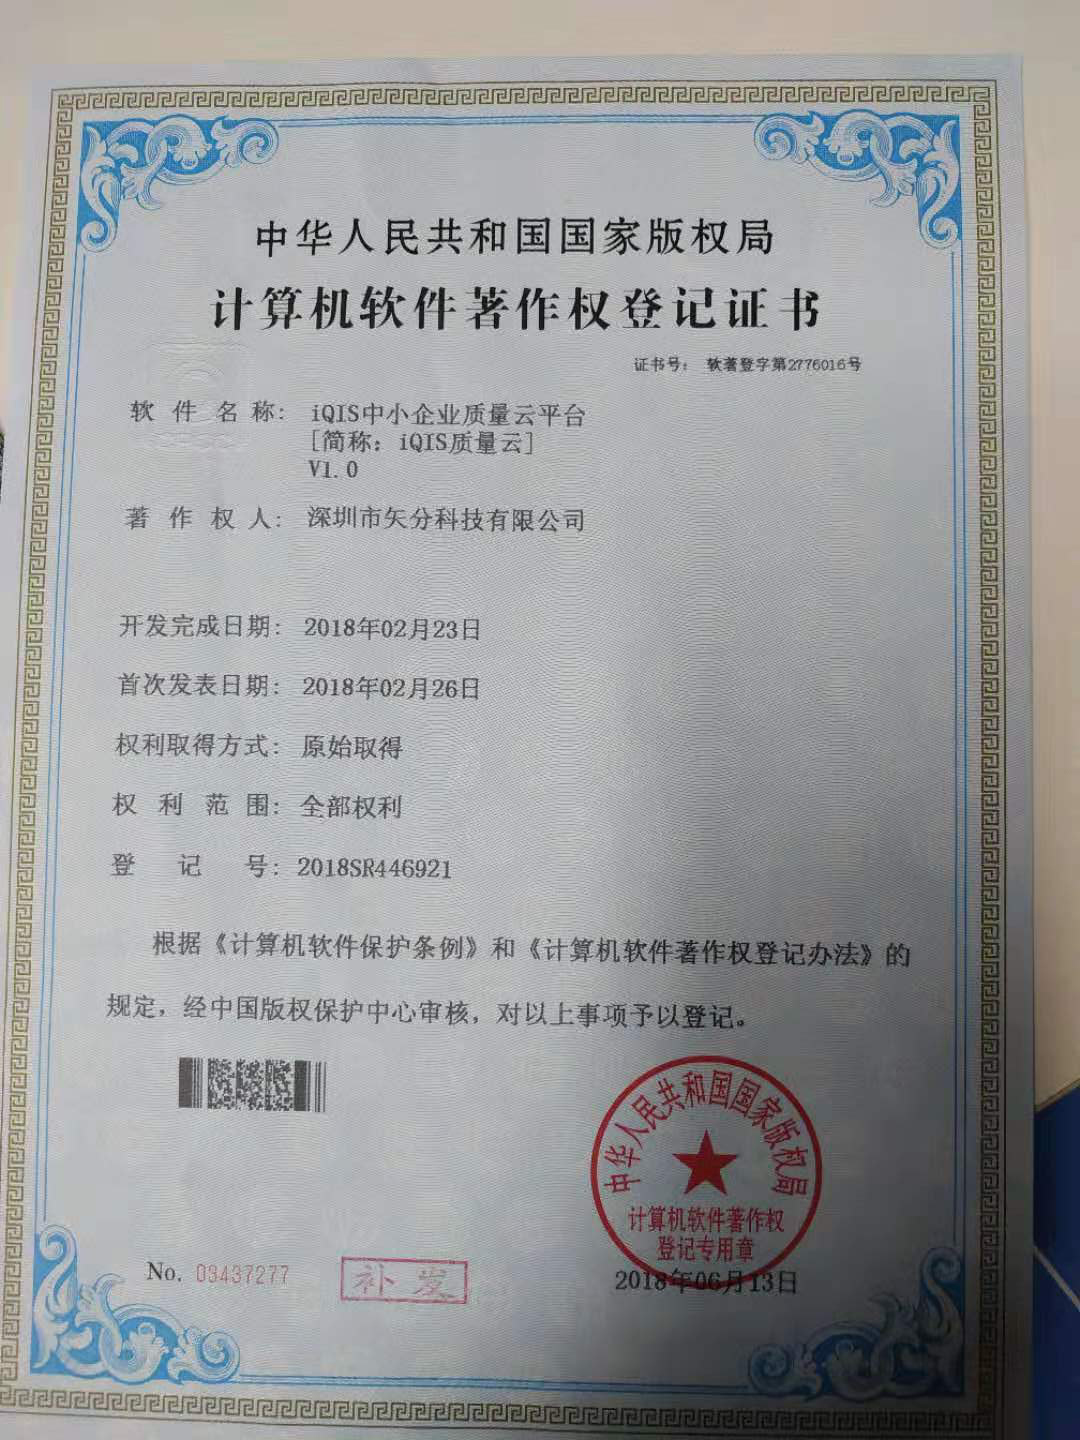 中华人民共和国国家版权局
计算机软件著作权登记证书
证书号： 软著登字第2776016号
软件名称： iQIS中小企业质量云平台
[简称：iQIS质量云]
V1.0
著作权人： 深圳市矢分科技有限公司
开发完成日期： 2018年02月23日
首次发表日期： 2018年02月26日
权利取得方式： 原始取得
权利范围： 全部权利
登记号： 2018SR446921
根据《计算机软件保护条例》和《计算机软件著作权登记办法》的
规定，经中国版权保护中心审核，对以上事项予以登记。
中华人民共和国国家版权局
计算机软件著作权
登记专用章
No. 03437277
补发
2018年06月13日